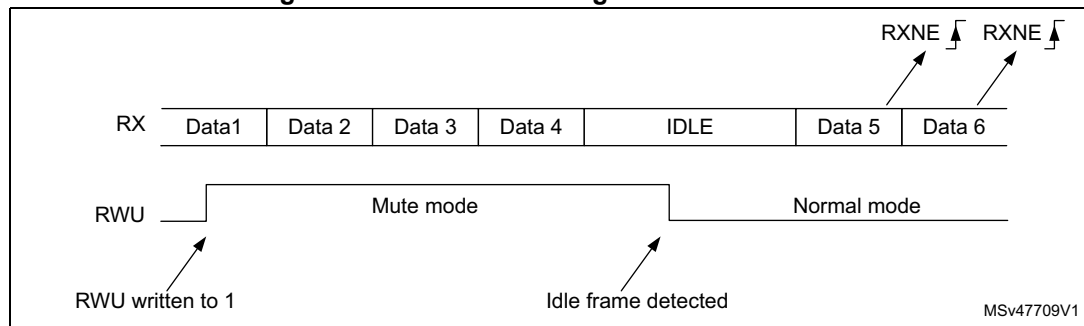 RXNE RXNE
RX Data1 Data 2 Data 3 Data 4 IDLE Data 5 Data 6
RWU Mute mode Normal mode
RWU written to 1 Idle frame detected
MSv47709V1